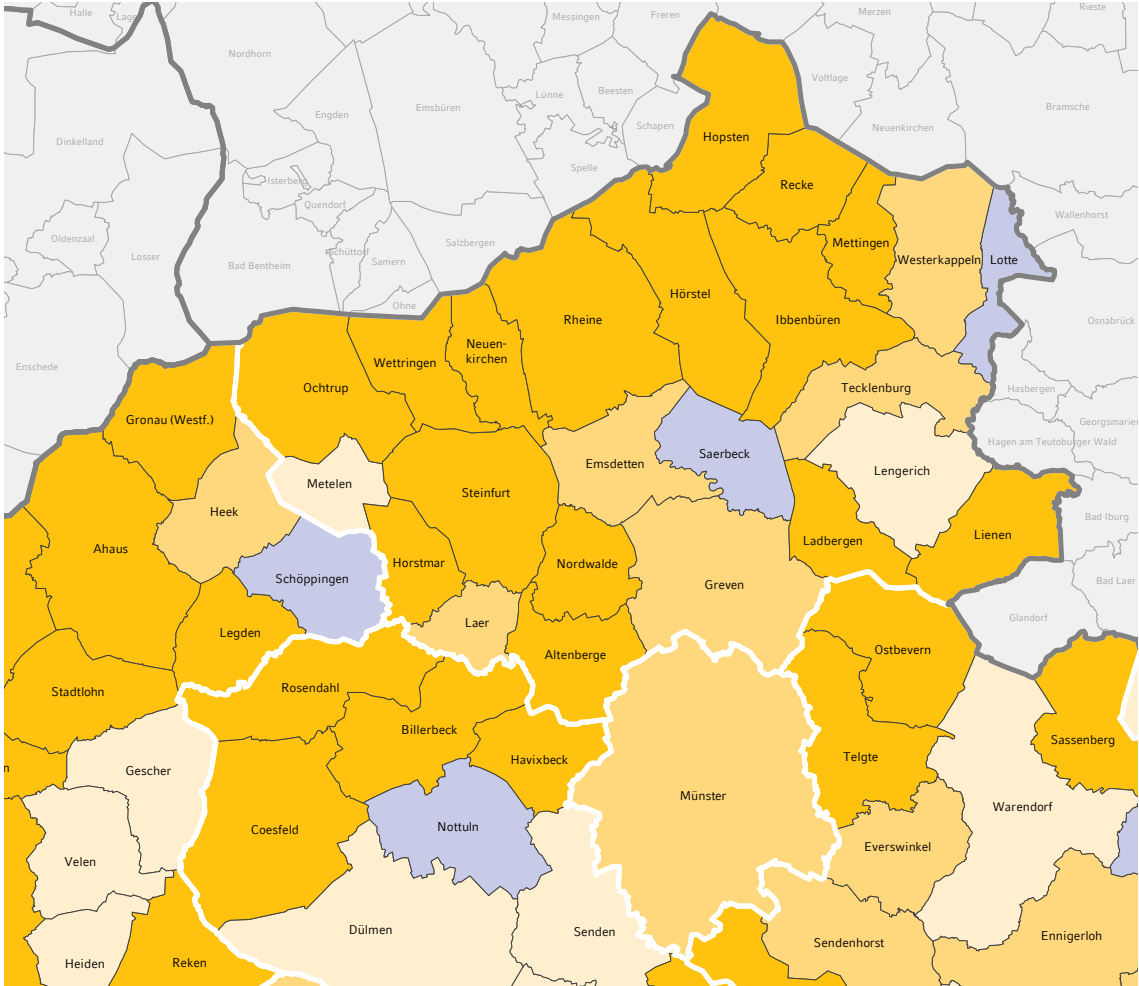 Halle
Lage
Messingen
Freren
Merzen
Rieste
Nordhorn
Voltlage
Lünne
Beesten
Emsbüren
Bramsche
Engden
Schapen
Neuenkirchen
Dinkelland
Hopsten
Spelle
Isterberg
Recke
Quendorf
Wallenhorst
Oldenzaal
Salzbergen
Mettingen
Losser
Schüttorf
Samern
Westerkappeln
Lotte
Bad Bentheim
Hörstel
Ohne
Rheine
Ibbenbüren
Osnabrück
Neuen-
kirchen
Wettringen
Enschede
Ochtrup
Tecklenburg
Hasbergen
Gronau (Westf.)
Georgsmarien
Hagen am Teutoburger Wald
Saerbeck
Emsdetten
Lengerich
Metelen
Steinfurt
Heek
Bad Iburg
Lienen
Ladbergen
Ahaus
Horstmar
Nordwalde
Schöppingen
Bad Laer
Greven
Glandorf
Laer
Legden
Ostbevern
Altenberge
Rosendahl
Stadtlohn
Billerbeck
Sassenberg
Telgte
Havixbeck
n
Gescher
Münster
Warendorf
Nottuln
Coesfeld
Everswinkel
Velen
Dülmen
Senden
Ennigerloh
Sendenhorst
Reken
Heiden